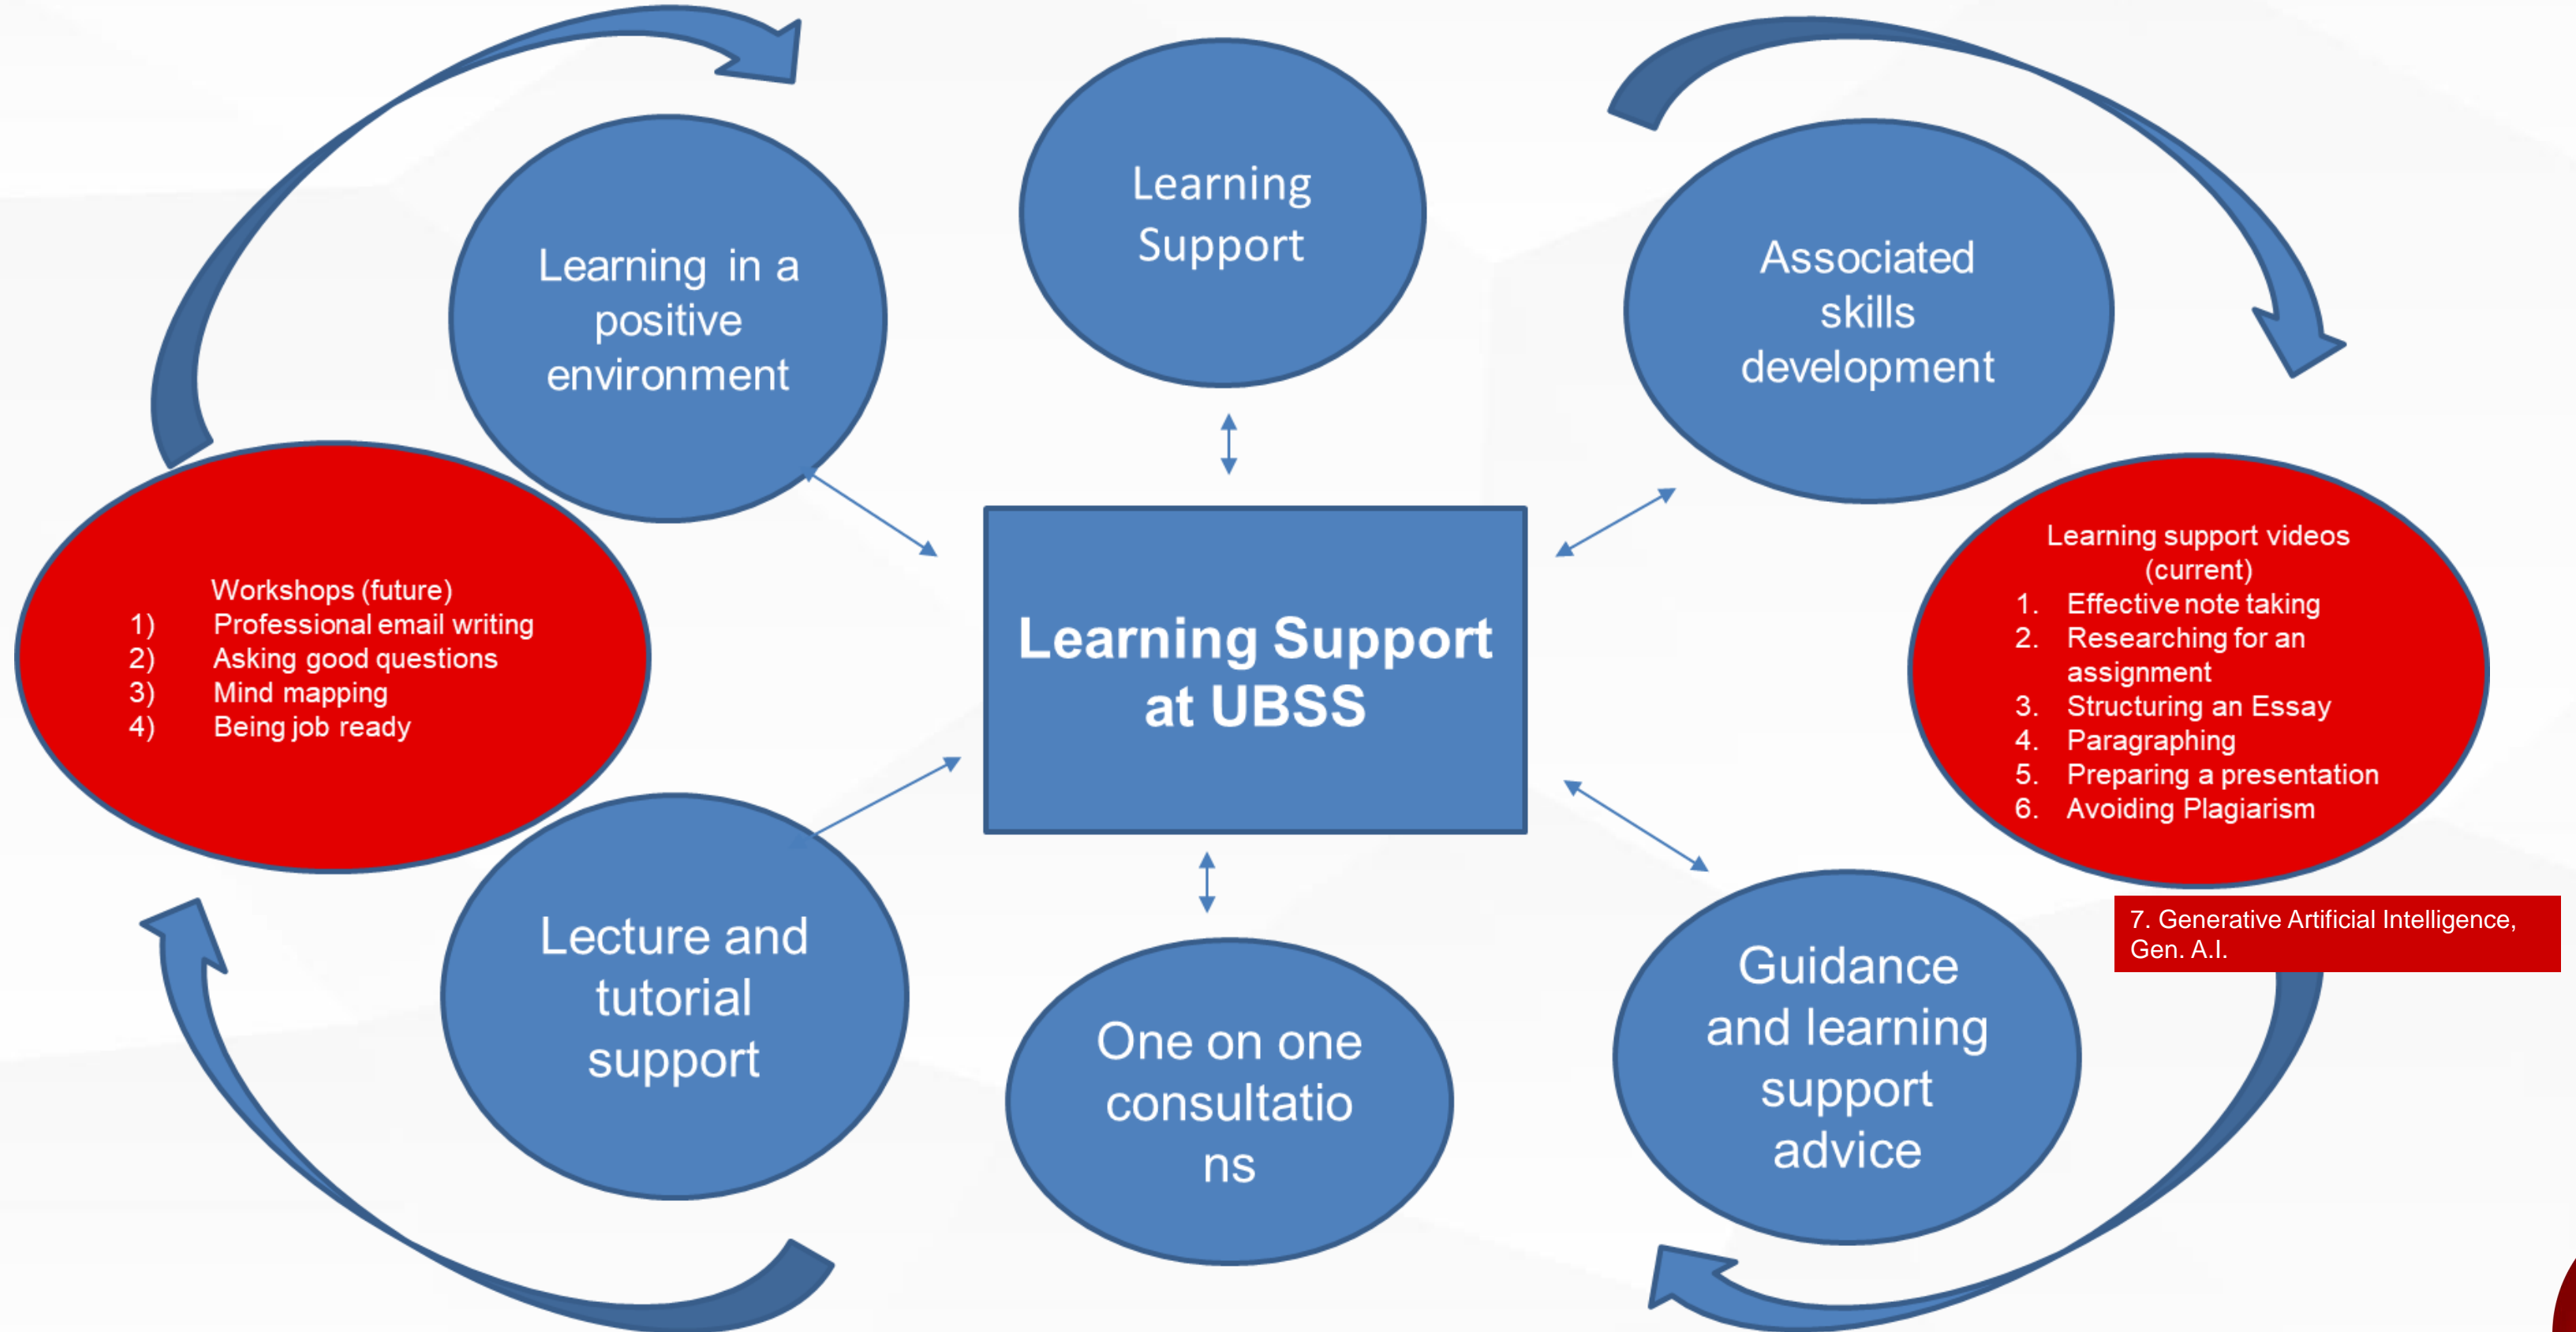 Learning
Support
Learning in a
positive
environment
Associated
skills
development
Workshops (future)
1) Professional email writing
2) Asking good questions
3) Mind mapping
4) Being job ready
Learning Support
at UBSS
Learning support videos
(current)
1. Effective note taking
2. Researching for an
assignment
3. Structuring an Essay
4. Paragraphing
5. Preparing a presentation
6. Avoiding Plagiarism
7. Generative Artificial Intelligence,
Gen. A.I.
Lecture and
tutorial
support
One on one
consultatio
ns
Guidance
and learning
support
advice